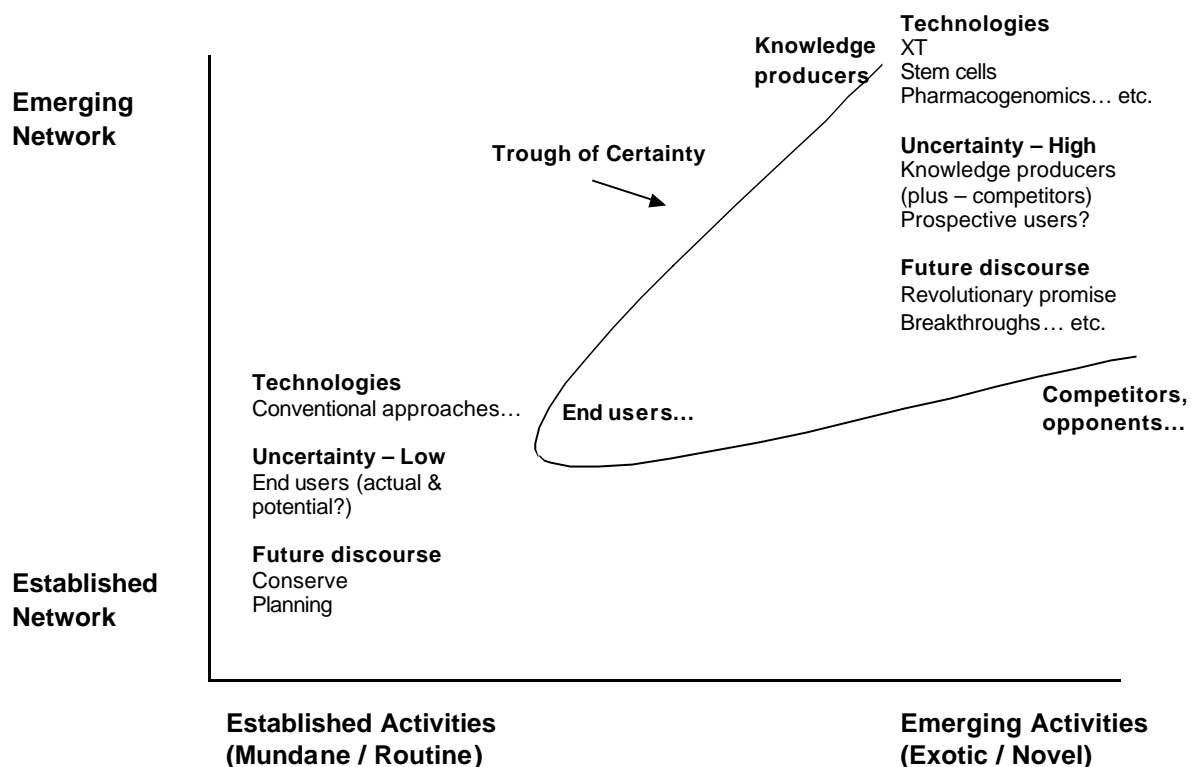 Emerging
Network
Established
Network
Knowledge
producers
Trough of Certainty
Technologies
XT
Stem cells
Pharmacogenomics… etc.
Uncertainty – High
Knowledge producers
(plus – competitors)
Prospective users?
Future discourse
Revolutionary promise
Breakthroughs… etc.
Technologies
Conventional approaches…
Uncertainty – Low
End users (actual &
potential?)
Future discourse
Conserve
Planning
End users…
Competitors,
opponents…
Established Activities
(Mundane / Routine)
Emerging Activities
(Exotic / Novel)